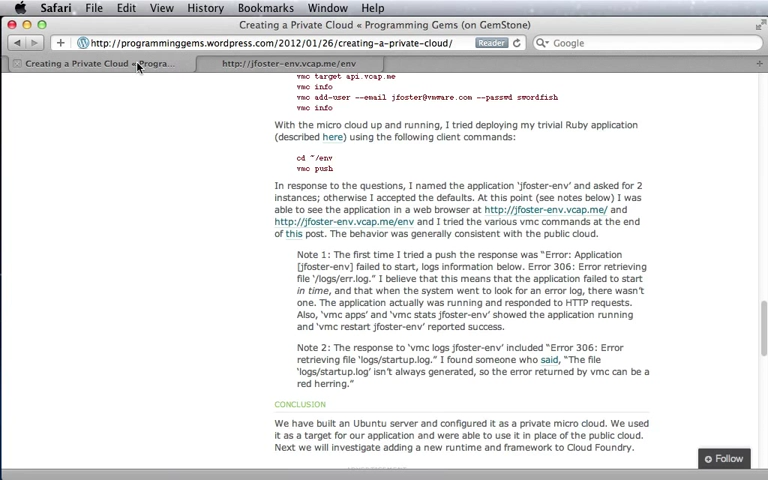 Safari File Edit View History Bookmarks Window Help
Creating a Private Cloud « Programming Gems (on GemStone)
http://programminggems.wordpress.com/2012/01/26/creating-a-private-cloud/ Reader Google
Creating a Private Cloud « Progra... http://jfoster-env.vcap.me/env
vmc target api.vcap.me
vmc info
vmc add-user --email jfoster@vmware.com --passwd swordfish
vmc info
With the micro cloud up and running, I tried deploying my trivial Ruby application
(described here) using the following client commands:
cd ~/env
vmc push
In response to the questions, I named the application ‘jfoster-env’ and asked for 2
instances; otherwise I accepted the defaults. At this point (see notes below) I was
able to see the application in a web browser at http://jfoster-env.vcap.me/ and
http://jfoster-env.vcap.me/env and I tried the various vmc commands at the end
of this post. The behavior was generally consistent with the public cloud.
Note 1: The first time I tried a push the response was “Error: Application
[jfoster-env] failed to start, logs information below. Error 306: Error retrieving
file ‘/logs/err.log.” I believe that this means that the application failed to start
in time, and that when the system went to look for an error log, there wasn’t
one. The application actually was running and responded to HTTP requests.
Also, ‘vmc apps’ and ‘vmc stats jfoster-env’ showed the application running
and ‘vmc restart jfoster-env’ reported success.
Note 2: The response to ‘vmc logs jfoster-env’ included “Error 306: Error
retrieving file ‘logs/startup.log.” I found someone who said, “The file
‘logs/startup.log’ isn’t always generated, so the error returned by vmc can be a
red herring.”
CONCLUSION
We have built an Ubuntu server and configured it as a private micro cloud. We used
it as a target for our application and were able to use it in place of the public cloud.
Next we will investigate adding a new runtime and framework to Cloud Foundry.
Follow